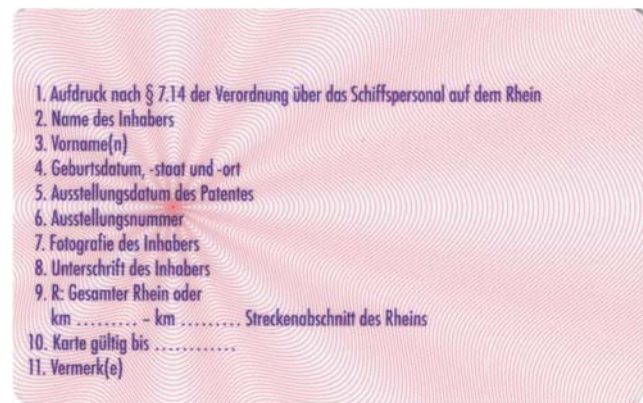 1. Aufdruck nach § 7.14 der Verordnung über das Schiffspersonal auf dem Rhein
2. Name des Inhabers
3. Vorname(n)
4. Geburtsdatum, -staat und -ort
5. Ausstellungsdatum des Patentes
6. Ausstellungsnummer
7. Fotografie des Inhabers
8. Unterschrift des Inhabers
9. R: Gesamter Rhein oder
km ......... – km ......... Streckenabschnitt des Rheins
10. Karte gültig bis ............
11. Vermerk(e)